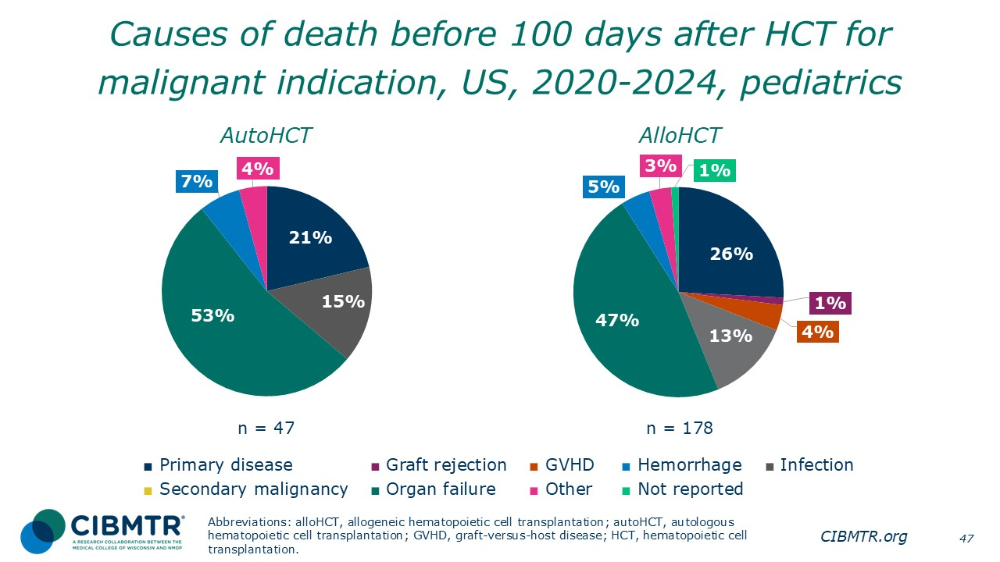 Causes of death before 100 days after HCT for
malignant indication, US, 2020-2024, pediatrics
AutoHCT
AlloHCT
7%
4%
21%
15%
53%
5%
3%
1%
26%
1%
4%
13%
47%
n = 47
n = 178
Primary disease
Graft rejection
GVHD
Hemorrhage
Infection
Secondary malignancy
Organ failure
Other
Not reported
CIBMTR®
A RESEARCH COLLABORATION BETWEEN THE
MEDICAL COLLEGE OF WISCONSIN AND NMDP
Abbreviations: alloHCT, allogeneic hematopoietic cell transplantation; autoHCT, autologous
hematopoietic cell transplantation; GVHD, graft-versus-host disease; HCT, hematopoietic cell
transplantation.
CIBMTR.org
47